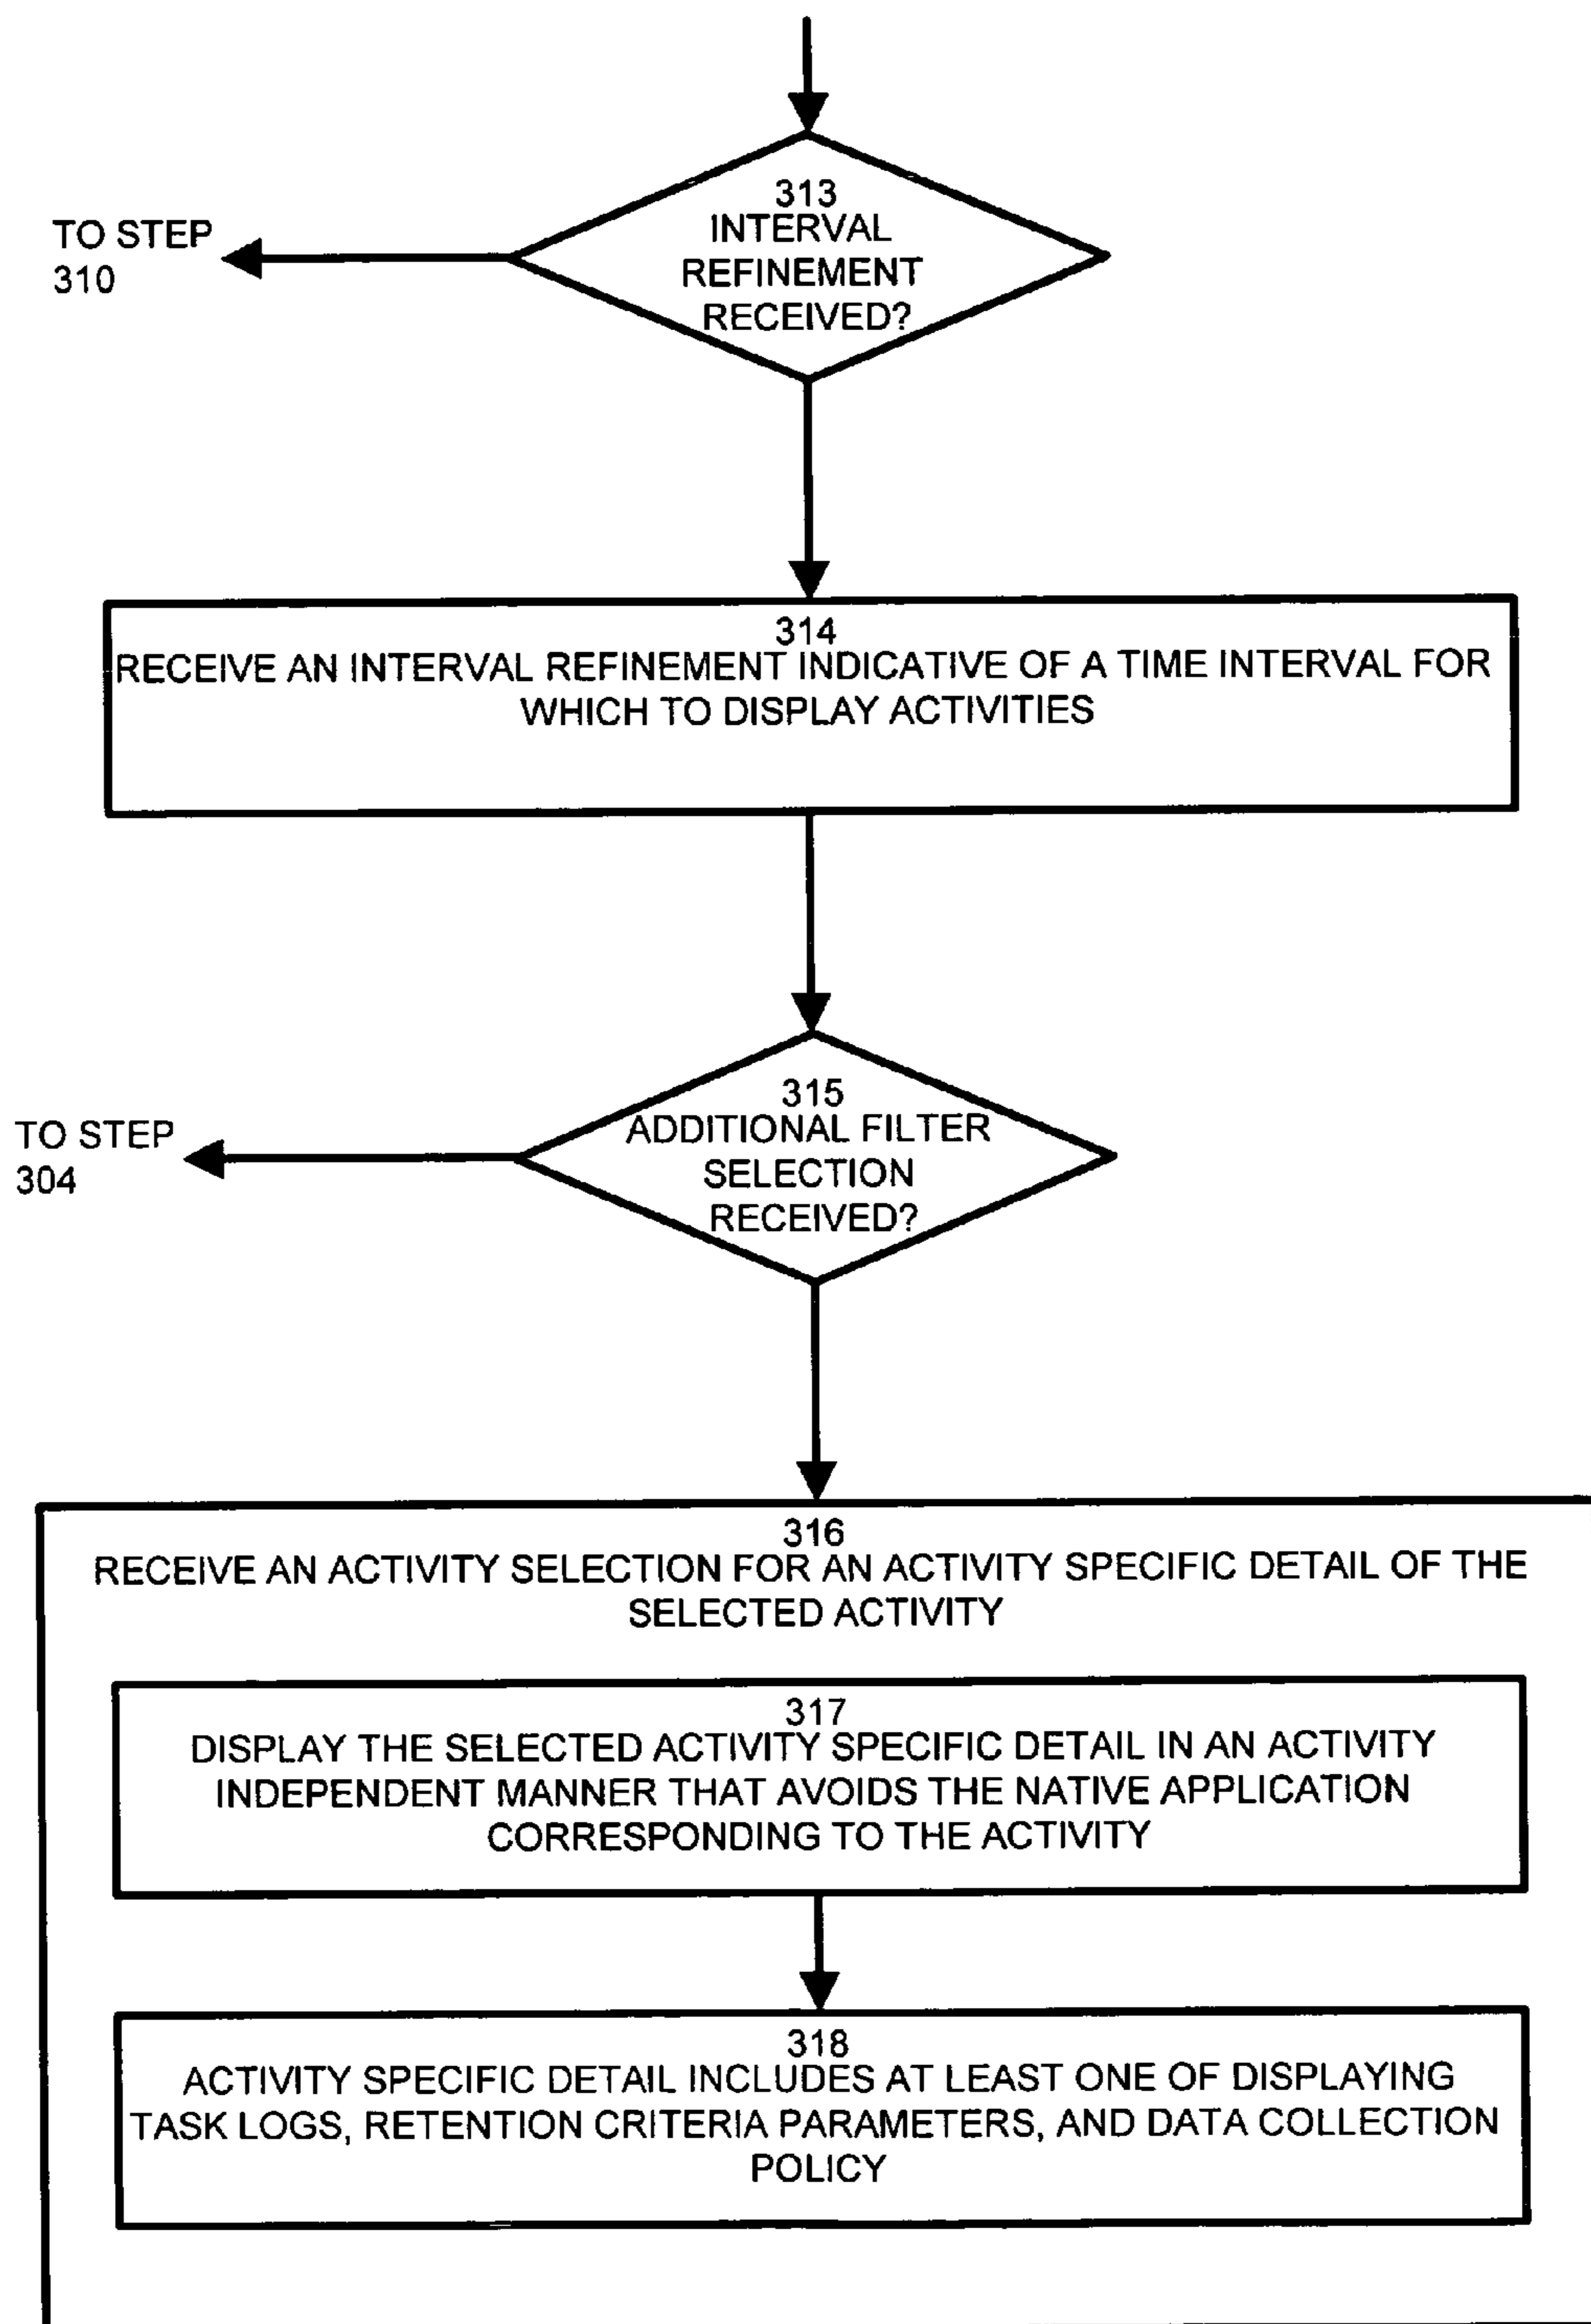 313
INTERVAL
REFINEMENT
RECEIVED?
TO STEP
310
314
RECEIVE AN INTERVAL REFINEMENT INDICATIVE OF A TIME INTERVAL FOR
WHICH TO DISPLAY ACTIVITIES
315
ADDITIONAL FILTER
SELECTION
RECEIVED?
TO STEP
304
316
RECEIVE AN ACTIVITY SELECTION FOR AN ACTIVITY SPECIFIC DETAIL OF THE
SELECTED ACTIVITY
317
DISPLAY THE SELECTED ACTIVITY SPECIFIC DETAIL IN AN ACTIVITY
INDEPENDENT MANNER THAT AVOIDS THE NATIVE APPLICATION
CORRESPONDING TO THE ACTIVITY
318
ACTIVITY SPECIFIC DETAIL INCLUDES AT LEAST ONE OF DISPLAYING
TASK LOGS, RETENTION CRITERIA PARAMETERS, AND DATA COLLECTION
POLICY